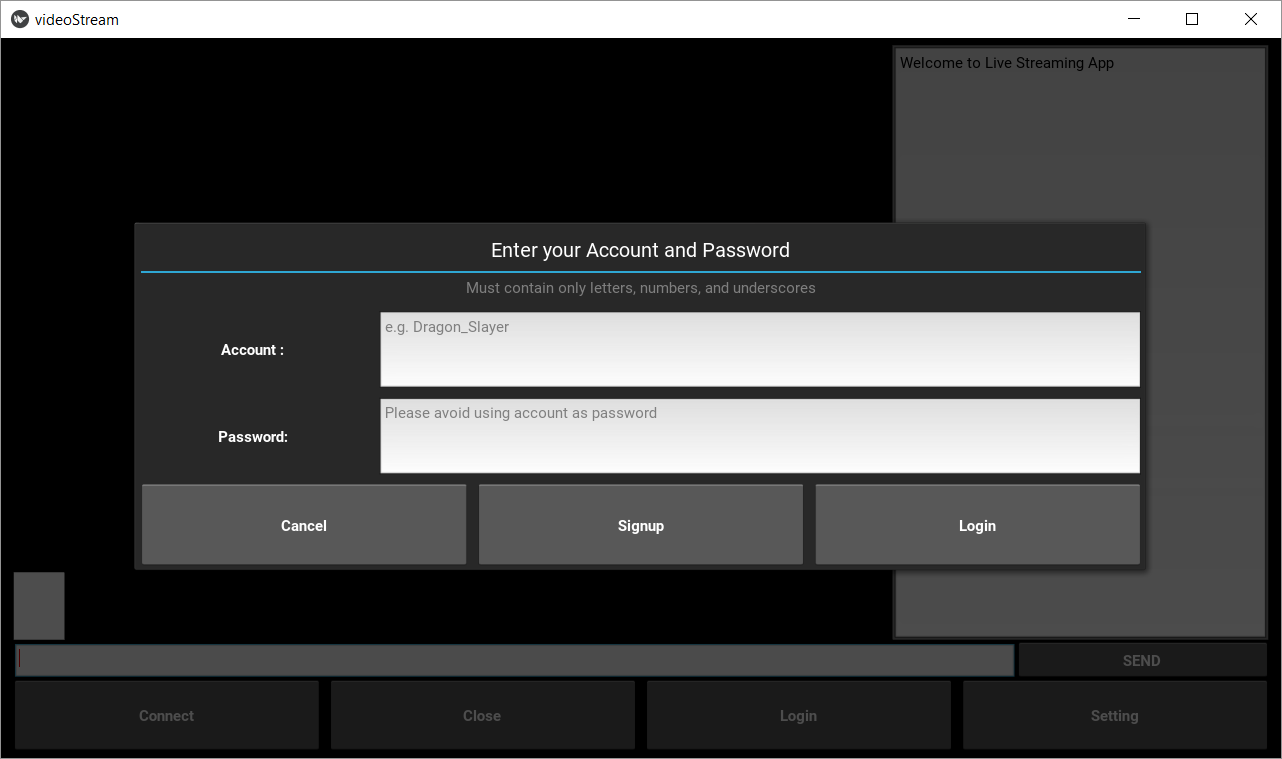 videoStream
Welcome to Live Streaming App
Enter your Account and Password
Must contain only letters, numbers, and underscores
Account :
e.g. Dragon_Slayer
Password:
Please avoid using account as password
Cancel
Signup
Login
SEND
Connect
Close
Login
Setting